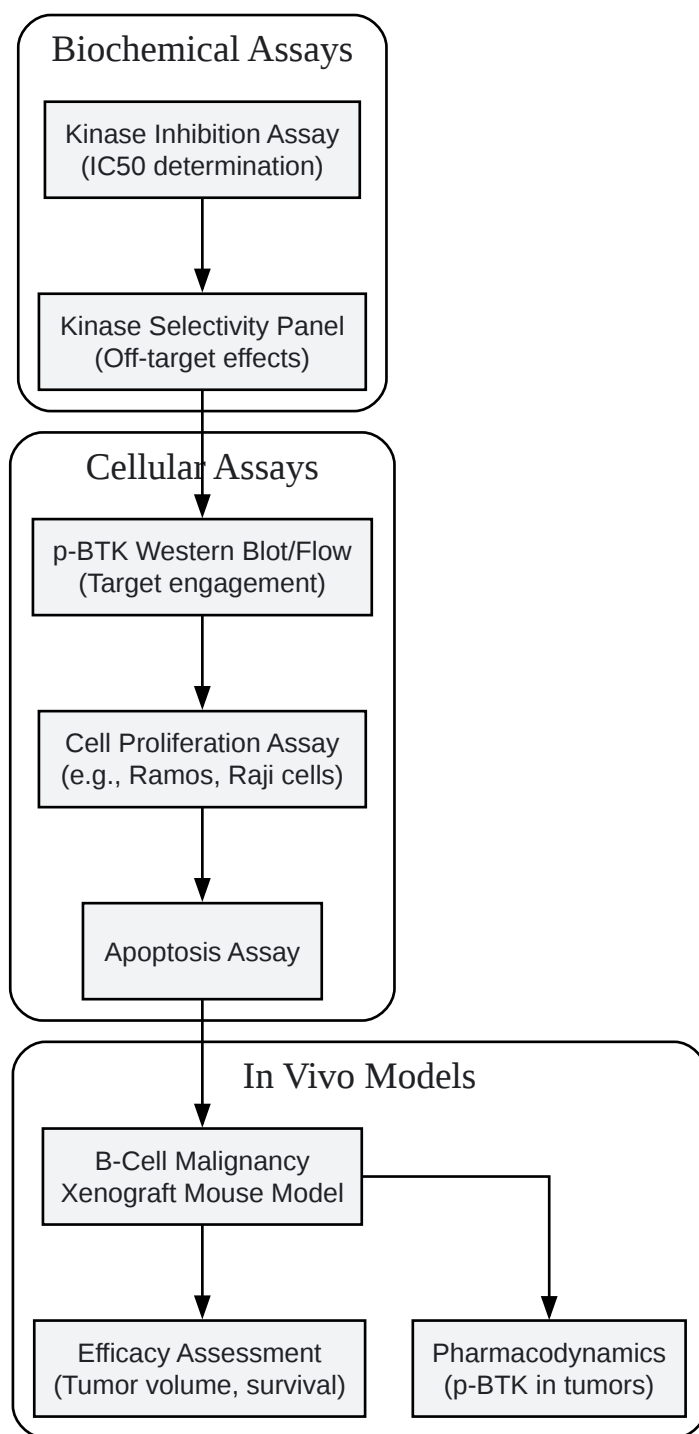 Biochemical Assays
Kinase Inhibition Assay
(IC50 determination)
Kinase Selectivity Panel
(Off-target effects)
Cellular Assays
p-BTK Western Blot/Flow
(Target engagement)
Cell Proliferation Assay
(e.g., Ramos, Raji cells)
Apoptosis Assay
In Vivo Models
B-Cell Malignancy
Xenograft Mouse Model
Efficacy Assessment
(Tumor volume, survival)
Pharmacodynamics
(p-BTK in tumors)